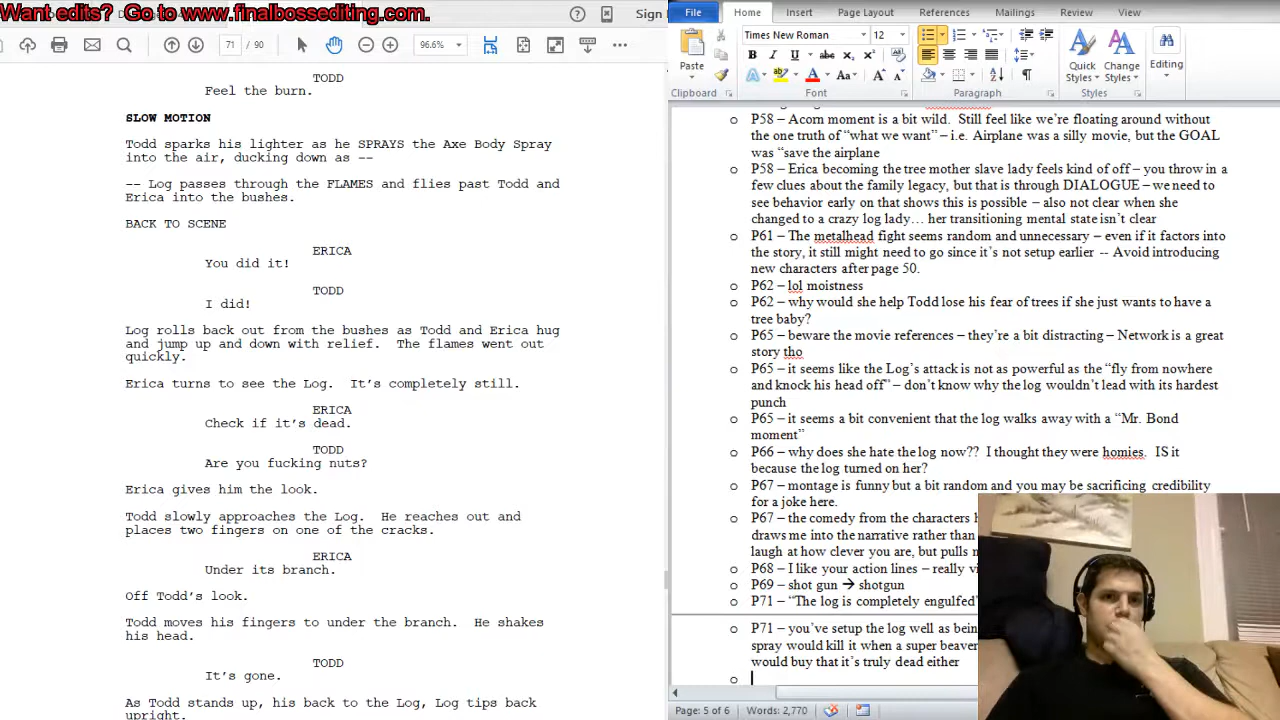 Want edits?  Go to www.finalbossediting.com.
Sign
71 /
96.6%
TODD
Feel the burn.
SLOW MOTION
Todd sparks his lighter as he SPRAYS the Axe Body Spray
into the air, ducking down as --
-- Log passes through the FLAMES and flies past Todd and
Erica into the bushes.
BACK TO SCENE
ERICA
You did it!
TODD
I did!
Log rolls back out from the bushes as Todd and Erica hug
and jump up and down with relief.  The flames went out
quickly.
Erica turns to see the Log.  It's completely still.
ERICA
Check if it's dead.
TODD
Are you fucking nuts?
Erica gives him the look.
Todd slowly approaches the Log.  He reaches out and
places two fingers on one of the cracks.
ERICA
Under its branch.
Off Todd's look.
Todd moves his fingers to under the branch.  He shakes
his head.
TODD
It's gone.
As Todd stands up, his back to the Log, Log tips back
upright.
File Home Insert Page Layout References Mailings Review View
Times New Roman 12
Paste
Quick Styles
Change Styles
Editing
Clipboard Font Paragraph Styles
P58 – Acorn moment is a bit wild.  Still feel like we're floating around without
the one truth of “what we want” – i.e. Airplane was a silly movie, but the GOAL
was “save the airplane
P58 – Erica becoming the tree mother slave lady feels kind of off – you throw in a
few clues about the family legacy, but that is through DIALOGUE – we need to
see behavior early on that shows this is possible – also not clear when she
changed to a crazy log lady… her transitioning mental state isn't clear
P61 – The metalhead fight seems random and unnecessary – even if it factors into
the story, it still might need to go since it's not setup earlier -- Avoid introducing
new characters after page 50.
P62 – lol moistness
P62 – why would she help Todd lose his fear of trees if she just wants to have a
tree baby?
P65 – beware the movie references – they're a bit distracting – Network is a great
story tho
P65 – it seems like the Log's attack is not as powerful as the “fly from nowhere
and knock his head off” – don't know why the log wouldn't lead with its hardest
punch
P65 – it seems a bit convenient that the log walks away with a “Mr. Bond
moment”
P66 – why does she hate the log now??  I thought they were homies.  IS it
because the log turned on her?
P67 – montage is funny but a bit random and you may be sacrificing credibility
for a joke here.
P67 – the comedy from the characters
draws me into the narrative rather than
laugh at how clever you are, but pulls
P68 – I like your action lines – really
P69 – shot gun → shotgun
P71 – “The log is completely engulfed”
P71 – you've setup the log well as
spray would kill it when a super beaver
would buy that it's truly dead either
Page: 5 of 6 Words: 2,770